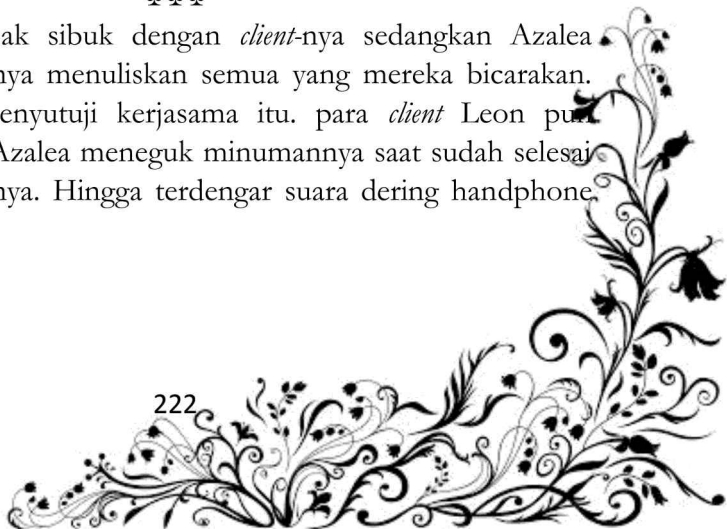 ak sibuk dengan client-nya sedangkan Azalea
nya menuliskan semua yang mereka bicarakan.
enyutuji kerjasama itu. para client Leon pun
Azalea meneguk minumannya saat sudah selesai
nya. Hingga terdengar suara dering handphone
222